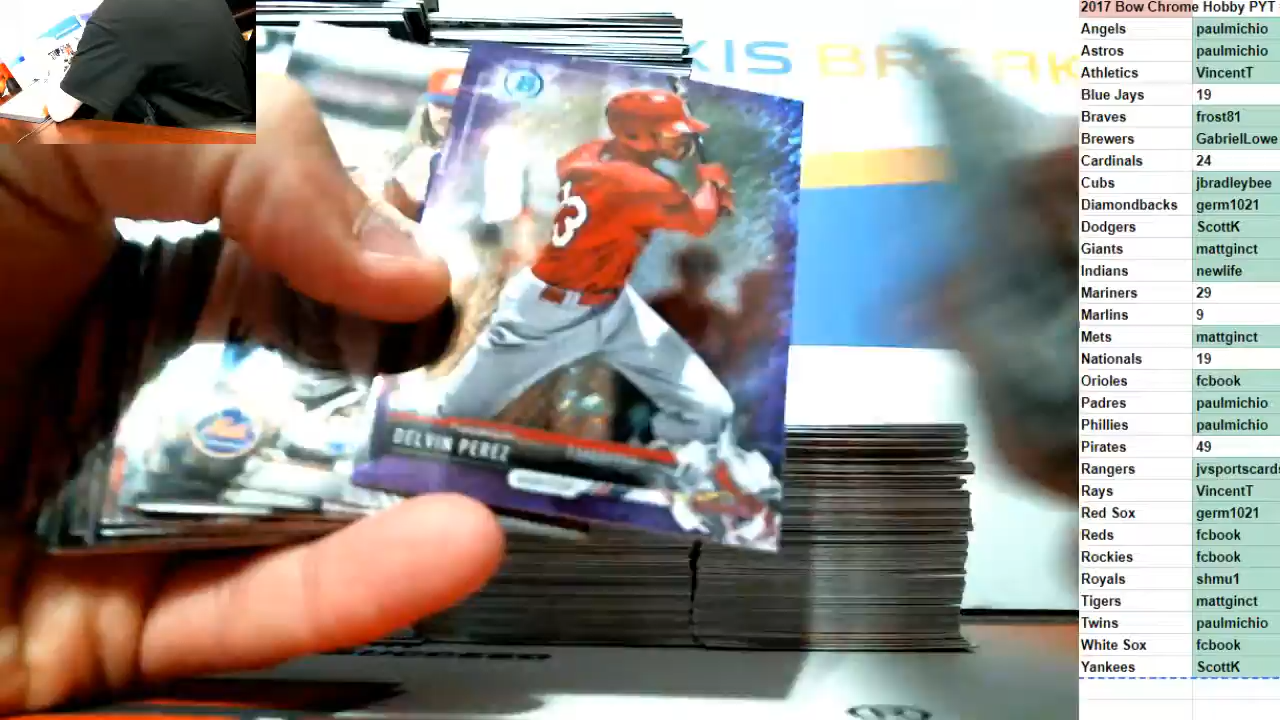 XIS BREAK
DELVIN PEREZ
2017 Bow Chrome Hobby PYT
Angels paulmichio
Astros paulmichio
Athletics VincentT
Blue Jays 19
Braves frost81
Brewers GabrielLowe
Cardinals 24
Cubs jbradleybee
Diamondbacks germ1021
Dodgers ScottK
Giants mattginct
Indians newlife
Mariners 29
Marlins 9
Mets mattginct
Nationals 19
Orioles fcbook
Padres paulmichio
Phillies paulmichio
Pirates 49
Rangers jvsportscards
Rays VincentT
Red Sox germ1021
Reds fcbook
Rockies fcbook
Royals shmu1
Tigers mattginct
Twins paulmichio
White Sox fcbook
Yankees ScottK